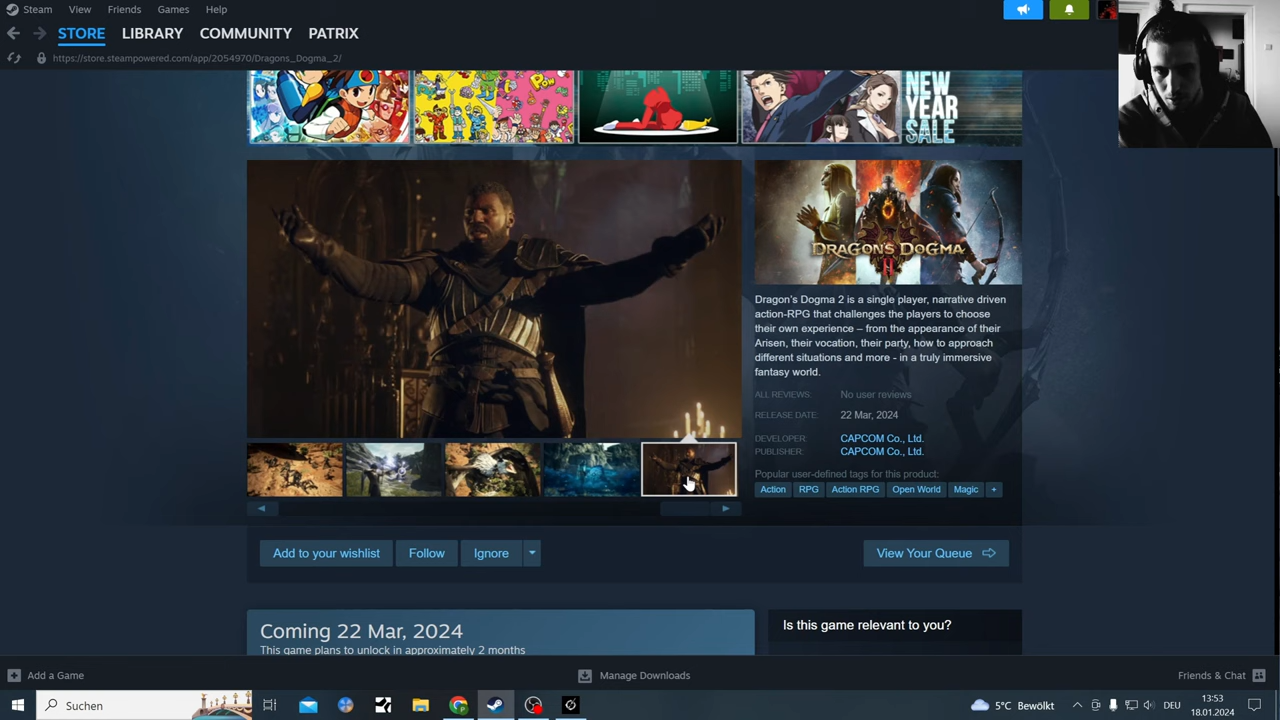 Steam View Friends Games Help
STORE LIBRARY COMMUNITY PATRIX
https://store.steampowered.com/app/2054970/Dragons_Dogma_2/
POW
NEW
YEAR
SALE
DRAGON'S DOGMA
II
Dragon's Dogma 2 is a single player, narrative driven
action-RPG that challenges the players to choose
their own experience – from the appearance of their
Arisen, their vocation, their party, how to approach
different situations and more - in a truly immersive
fantasy world.
ALL REVIEWS: No user reviews
RELEASE DATE: 22 Mar, 2024
DEVELOPER: CAPCOM Co., Ltd.
PUBLISHER: CAPCOM Co., Ltd.
Popular user-defined tags for this product:
Action RPG Action RPG Open World Magic +
Add to your wishlist Follow Ignore View Your Queue
Coming 22 Mar, 2024
This game plans to unlock in approximately 2 months
Is this game relevant to you?
Add a Game Manage Downloads Friends & Chat
Suchen 5°C Bewölkt DEU 13:53
18.01.2024